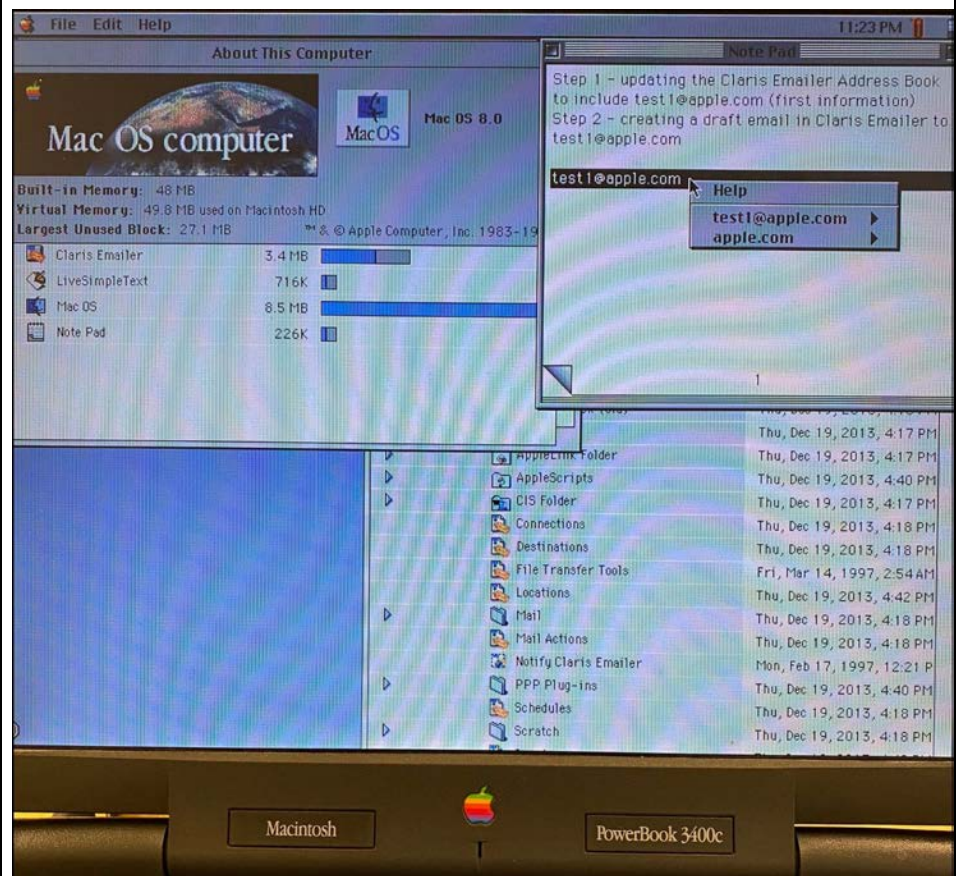 File Edit Help
11:23 PM
About This Computer
Mac OS computer
MacOS
Mac OS 8.0
Built-in Memory: 48 MB
Virtual Memory: 49.8 MB used on Macintosh HD
Largest Unused Block: 27.1 MB
™ & © Apple Computer, Inc. 1983-19
Claris Emailer 3.4 MB
LiveSimpleText 716K
Mac OS 8.5 MB
Note Pad 226K
Note Pad
Step 1 - updating the Claris Emailer Address Book
to include test1@apple.com (first information)
Step 2 - creating a draft email in Claris Emailer to
test1@apple.com
test1@apple.com
Help
test1@apple.com
apple.com
1
Thu, Dec 19, 2013, 4:17 PM
AppleLink Folder Thu, Dec 19, 2013, 4:17 PM
AppleScripts Thu, Dec 19, 2013, 4:40 PM
CIS Folder Thu, Dec 19, 2013, 4:17 PM
Connections Thu, Dec 19, 2013, 4:18 PM
Destinations Thu, Dec 19, 2013, 4:18 PM
File Transfer Tools Fri, Mar 14, 1997, 2:54 AM
Locations Thu, Dec 19, 2013, 4:42 PM
Mail Thu, Dec 19, 2013, 4:18 PM
Mail Actions Thu, Dec 19, 2013, 4:18 PM
Notify Claris Emailer Mon, Feb 17, 1997, 12:21 P
PPP Plug-ins Thu, Dec 19, 2013, 4:40 PM
Schedules Thu, Dec 19, 2013, 4:18 PM
Scratch Thu, Dec 19, 2013, 4:18 PM
Macintosh
PowerBook 3400c